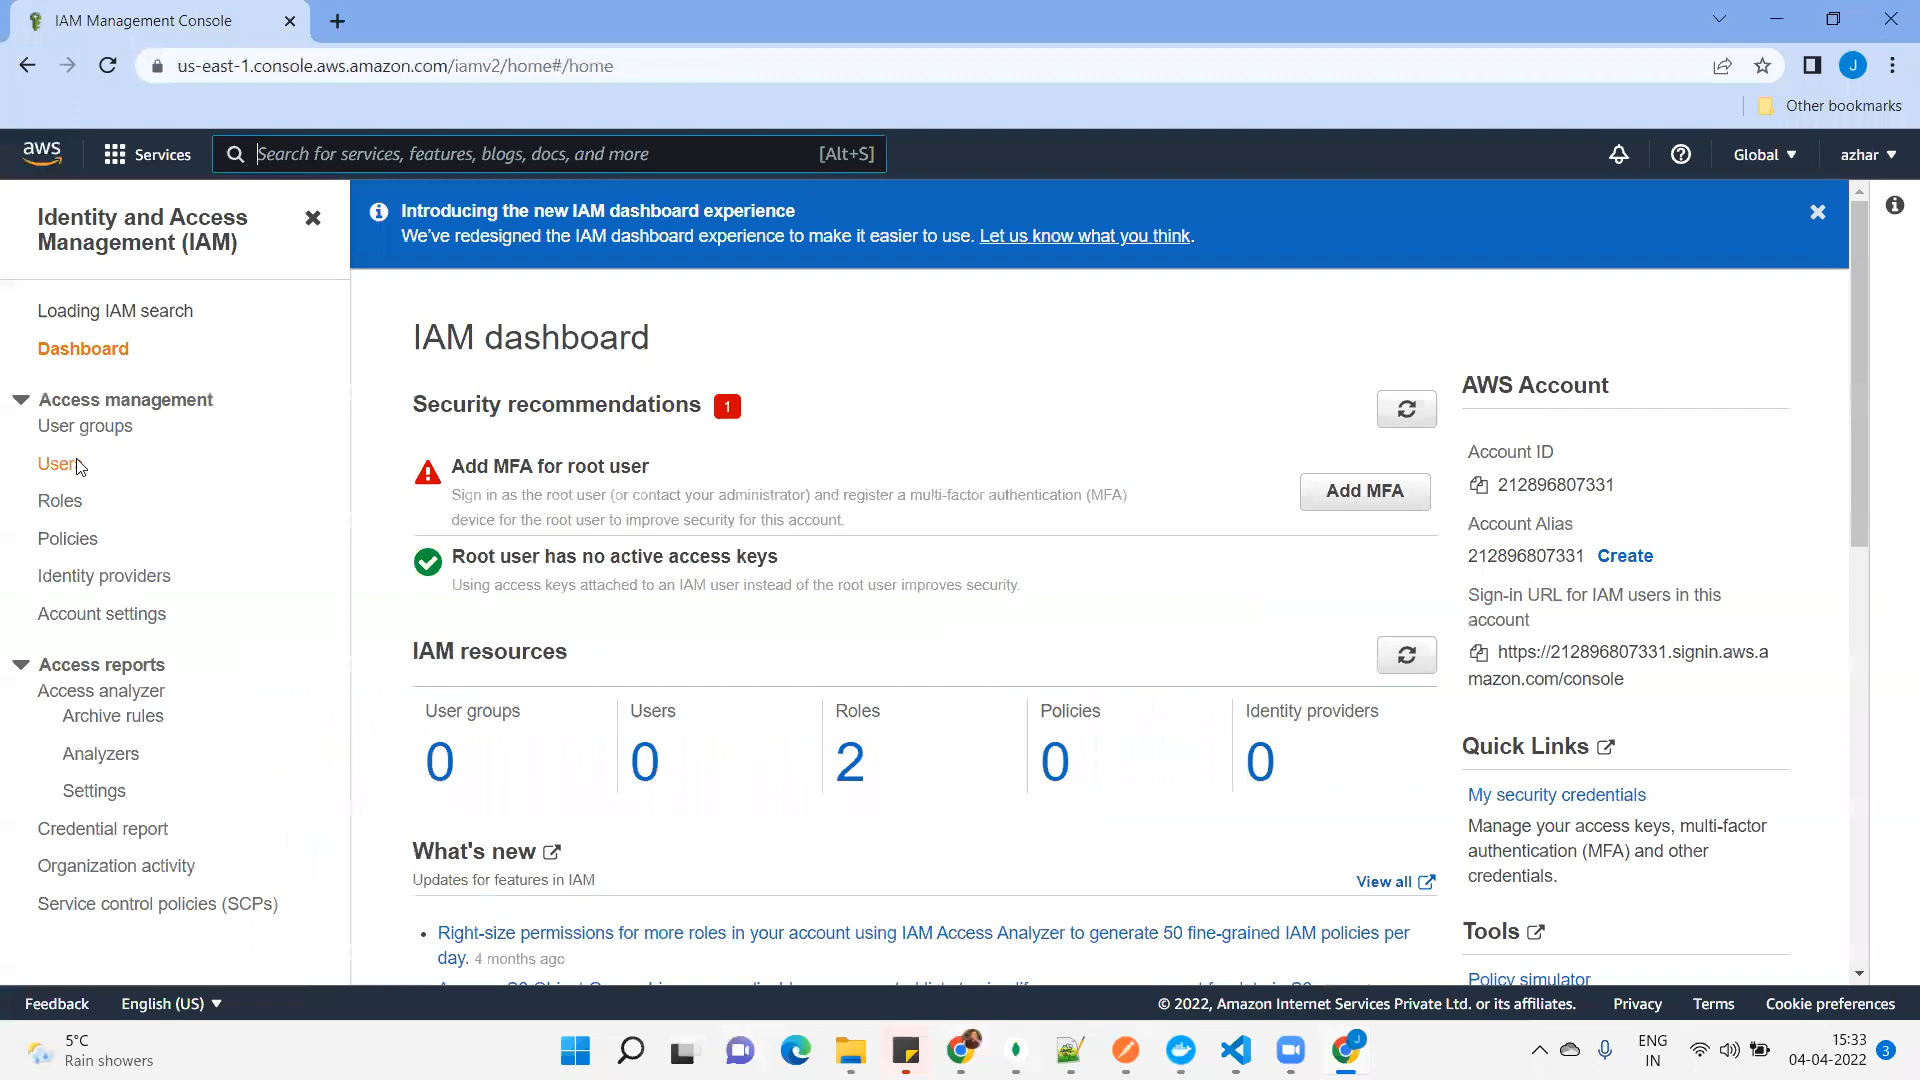 IAM Management Console
us-east-1.console.aws.amazon.com/iamv2/home#/home
J
Other bookmarks
aws
Services
Search for services, features, blogs, docs, and more
[Alt+S]
Global
azhar
Identity and Access
Management (IAM)
Loading IAM search
Dashboard
Access management
User groups
User
Roles
Policies
Identity providers
Account settings
Access reports
Access analyzer
Archive rules
Analyzers
Settings
Credential report
Organization activity
Service control policies (SCPs)
Introducing the new IAM dashboard experience
We've redesigned the IAM dashboard experience to make it easier to use. Let us know what you think.
IAM dashboard
Security recommendations 1
Add MFA for root user
Sign in as the root user (or contact your administrator) and register a multi-factor authentication (MFA)
device for the root user to improve security for this account.
Add MFA
Root user has no active access keys
Using access keys attached to an IAM user instead of the root user improves security.
IAM resources
User groups
0
Users
0
Roles
2
Policies
0
Identity providers
0
What's new
Updates for features in IAM
View all
Right-size permissions for more roles in your account using IAM Access Analyzer to generate 50 fine-grained IAM policies per
day. 4 months ago
AWS Account
Account ID
212896807331
Account Alias
212896807331 Create
Sign-in URL for IAM users in this
account
https://212896807331.signin.aws.a
mazon.com/console
Quick Links
My security credentials
Manage your access keys, multi-factor
authentication (MFA) and other
credentials.
Tools
Policy simulator
Feedback
English (US)
© 2022, Amazon Internet Services Private Ltd. or its affiliates.
Privacy
Terms
Cookie preferences
5°C
Rain showers
J
ENG
IN
15:33
04-04-2022
3